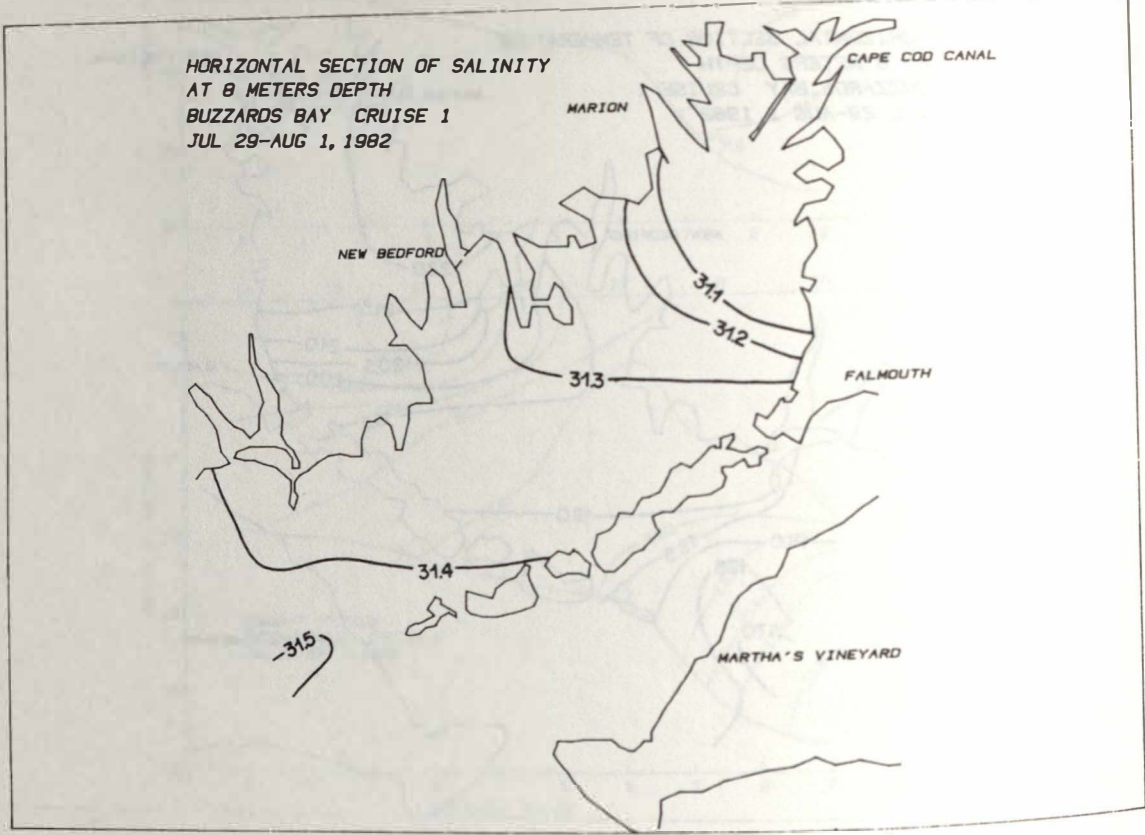 HORIZONTAL SECTION OF SALINITY
AT 8 METERS DEPTH
BUZZARDS BAY CRUISE 1
JUL 29-AUG 1, 1982
CAPE COD CANAL
MARION
NEW BEDFORD
31.1
31.2
31.3
FALMOUTH
31.4
31.5
MARTHA'S VINEYARD